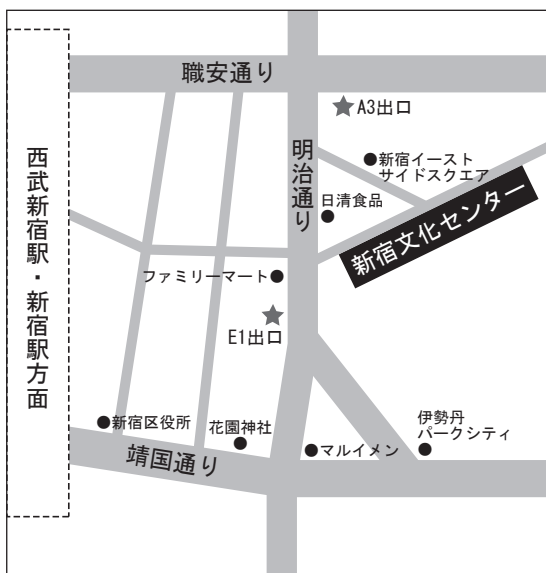 職安通り
A3出口
西武新宿駅・新宿駅方面
明治通り
新宿イースト
サイドスクエア
日清食品
新宿文化センター
ファミリーマート
E1出口
新宿区役所
花園神社
伊勢丹
パークシティ
マルイメン
靖国通り